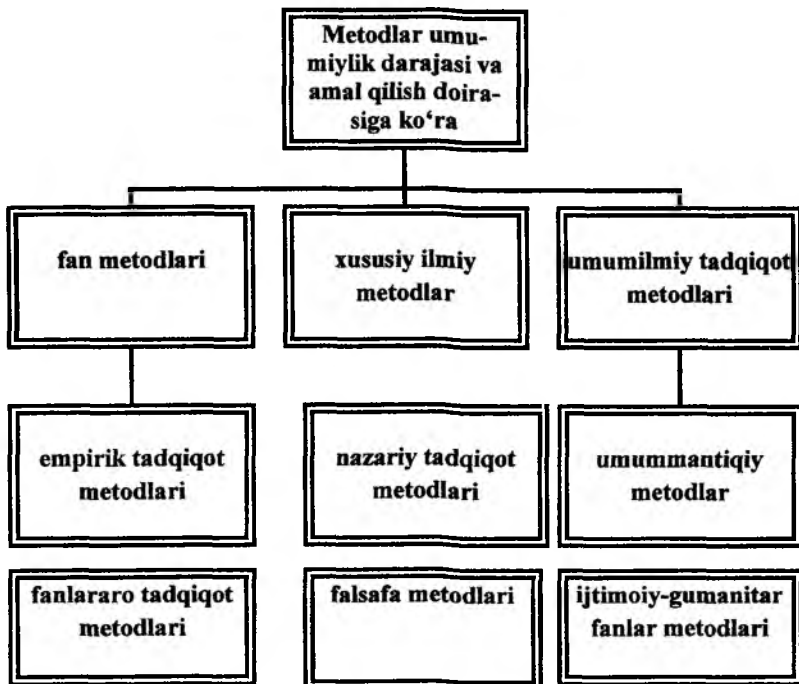 Metodlar umu-
miylik darajasi va
amal qilish doira-
siga ko‘ra
fan metodlari
xususiy ilmiy
metodlar
umumilmiy tadqiqot
metodlari
empirik tadqiqot
metodlari
nazariy tadqiqot
metodlari
umummantiqiy
metodlar
fanlararo tadqiqot
metodlari
falsafa metodlari
ijtimoiy-gumanitar
fanlar metodlari